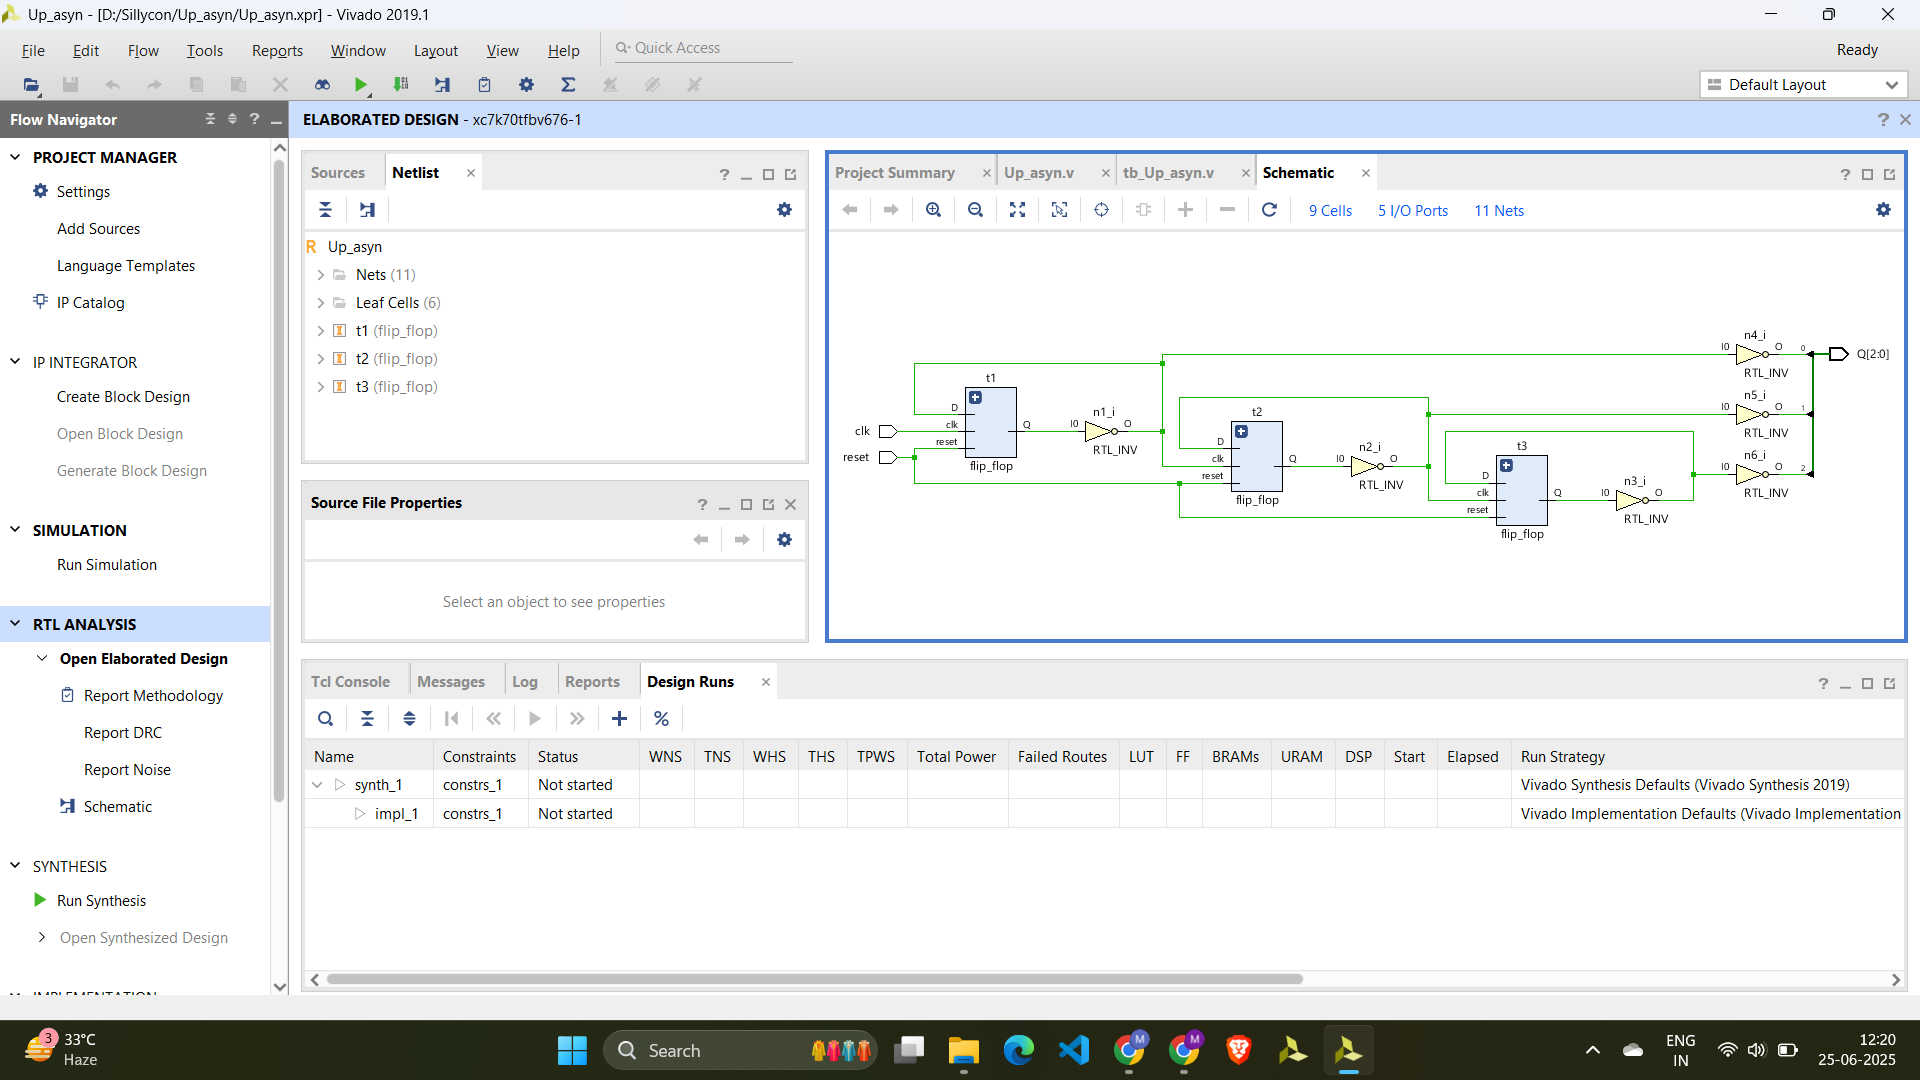 Up_asyn - [D:/Sillycon/Up_asyn/Up_asyn.xpr] - Vivado 2019.1
File Edit Flow Tools Reports Window Layout View Help Quick Access Ready
Default Layout
Flow Navigator
ELABORATED DESIGN - xc7k70tfbv676-1
PROJECT MANAGER
Settings
Add Sources
Language Templates
IP Catalog
IP INTEGRATOR
Create Block Design
Open Block Design
Generate Block Design
SIMULATION
Run Simulation
RTL ANALYSIS
Open Elaborated Design
Report Methodology
Report DRC
Report Noise
Schematic
SYNTHESIS
Run Synthesis
Open Synthesized Design
IMPLEMENTATION
Sources Netlist
Up_asyn
Nets (11)
Leaf Cells (6)
t1 (flip_flop)
t2 (flip_flop)
t3 (flip_flop)
Source File Properties
Select an object to see properties
Project Summary Up_asyn.v tb_Up_asyn.v Schematic
9 Cells 5 I/O Ports 11 Nets
n4_i
I0 O 0 Q[2:0]
RTL_INV
n5_i
I0 O 1
RTL_INV
n6_i
I0 O 2
RTL_INV
t1
D
clk clk Q
reset reset
flip_flop
n1_i
I0 O
RTL_INV
t2
D
clk Q
reset
flip_flop
n2_i
I0 O
RTL_INV
t3
D
clk Q
reset
flip_flop
n3_i
I0 O
RTL_INV
Tcl Console Messages Log Reports Design Runs
Name Constraints Status WNS TNS WHS THS TPWS Total Power Failed Routes LUT FF BRAMs URAM DSP Start Elapsed Run Strategy
synth_1 constrs_1 Not started Vivado Synthesis Defaults (Vivado Synthesis 2019)
impl_1 constrs_1 Not started Vivado Implementation Defaults (Vivado Implementation
3 33°C
Haze
Search
M M
ENG
IN
12:20
25-06-2025